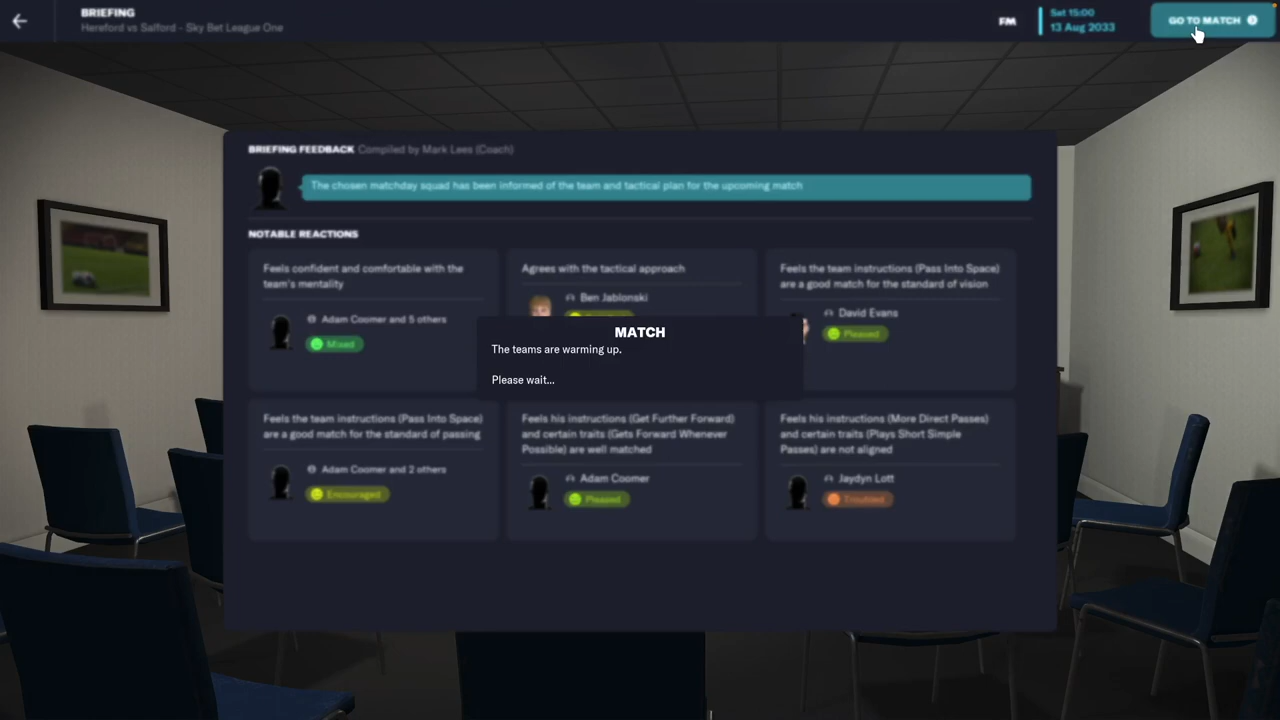 BRIEFING
Hereford vs Salford - Sky Bet League One
FM
Sat 15:00
13 Aug 2033
GO TO MATCH
BRIEFING FEEDBACK Compiled by Mark Lees (Coach)
The chosen matchday squad has been informed of the team and tactical plan for the upcoming match
NOTABLE REACTIONS
Feels confident and comfortable with the
team's mentality
Adam Coomer and 5 others
Mixed
Agrees with the tactical approach
Ben Jablonski
Feels the team instructions (Pass Into Space)
are a good match for the standard of vision
David Evans
Pleased
MATCH
The teams are warming up.
Please wait...
Feels the team instructions (Pass Into Space)
are a good match for the standard of passing
Adam Coomer and 2 others
Encouraged
Feels his instructions (Get Further Forward)
and certain traits (Gets Forward Whenever
Possible) are well matched
Adam Coomer
Pleased
Feels his instructions (More Direct Passes)
and certain traits (Plays Short Simple
Passes) are not aligned
Jaydyn Lott
Troubled